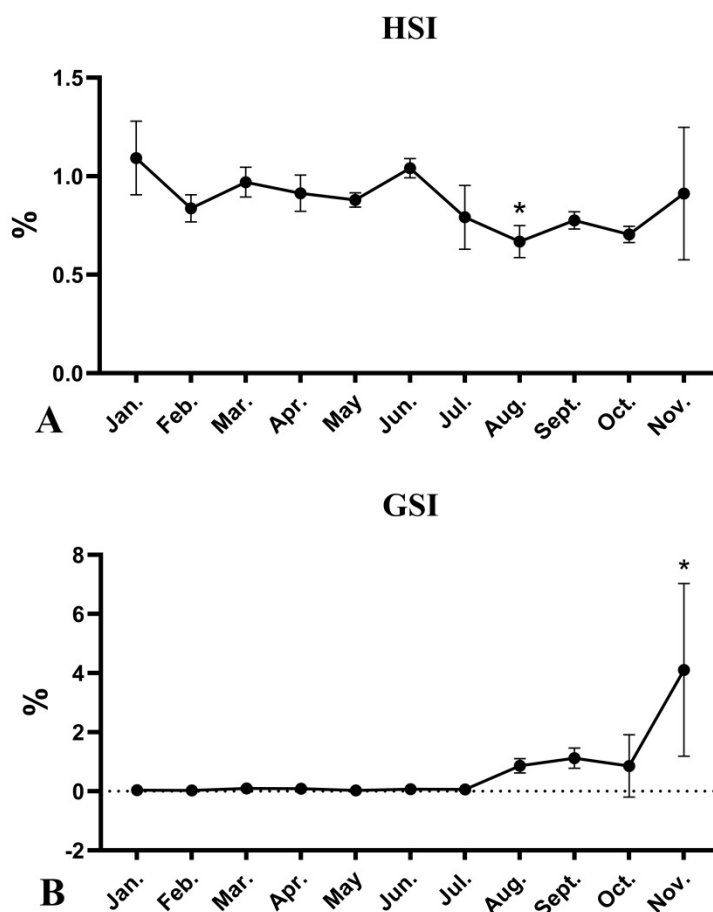 HSI
1.5
1.0
0.5
0.0
%
*
Jan. Feb. Mar. Apr. May Jun. Jul. Aug. Sept. Oct. Nov.
A
GSI
8
6
4
2
0
-2
%
*
Jan. Feb. Mar. Apr. May Jun. Jul. Aug. Sept. Oct. Nov.
B